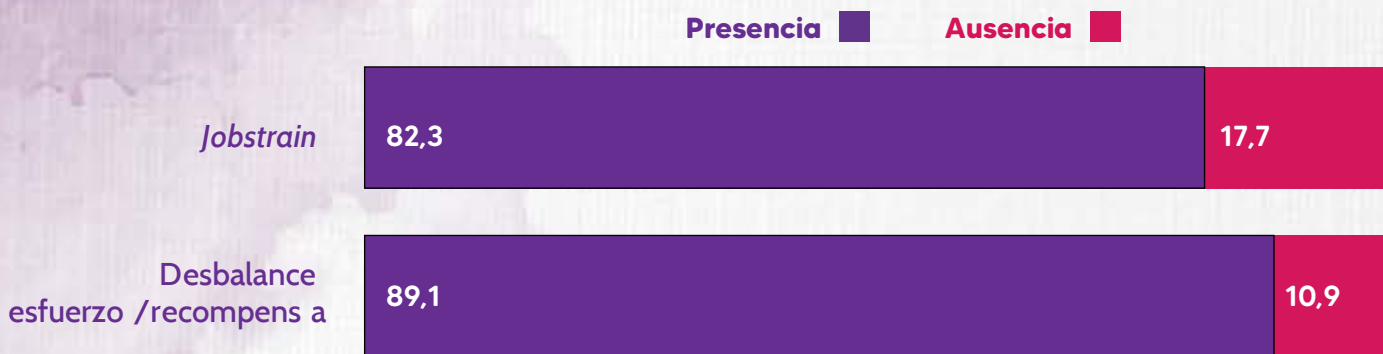 Presencia Ausencia
Jobstrain 82,3 17,7
Desbalance
esfuerzo /recompens a 89,1 10,9